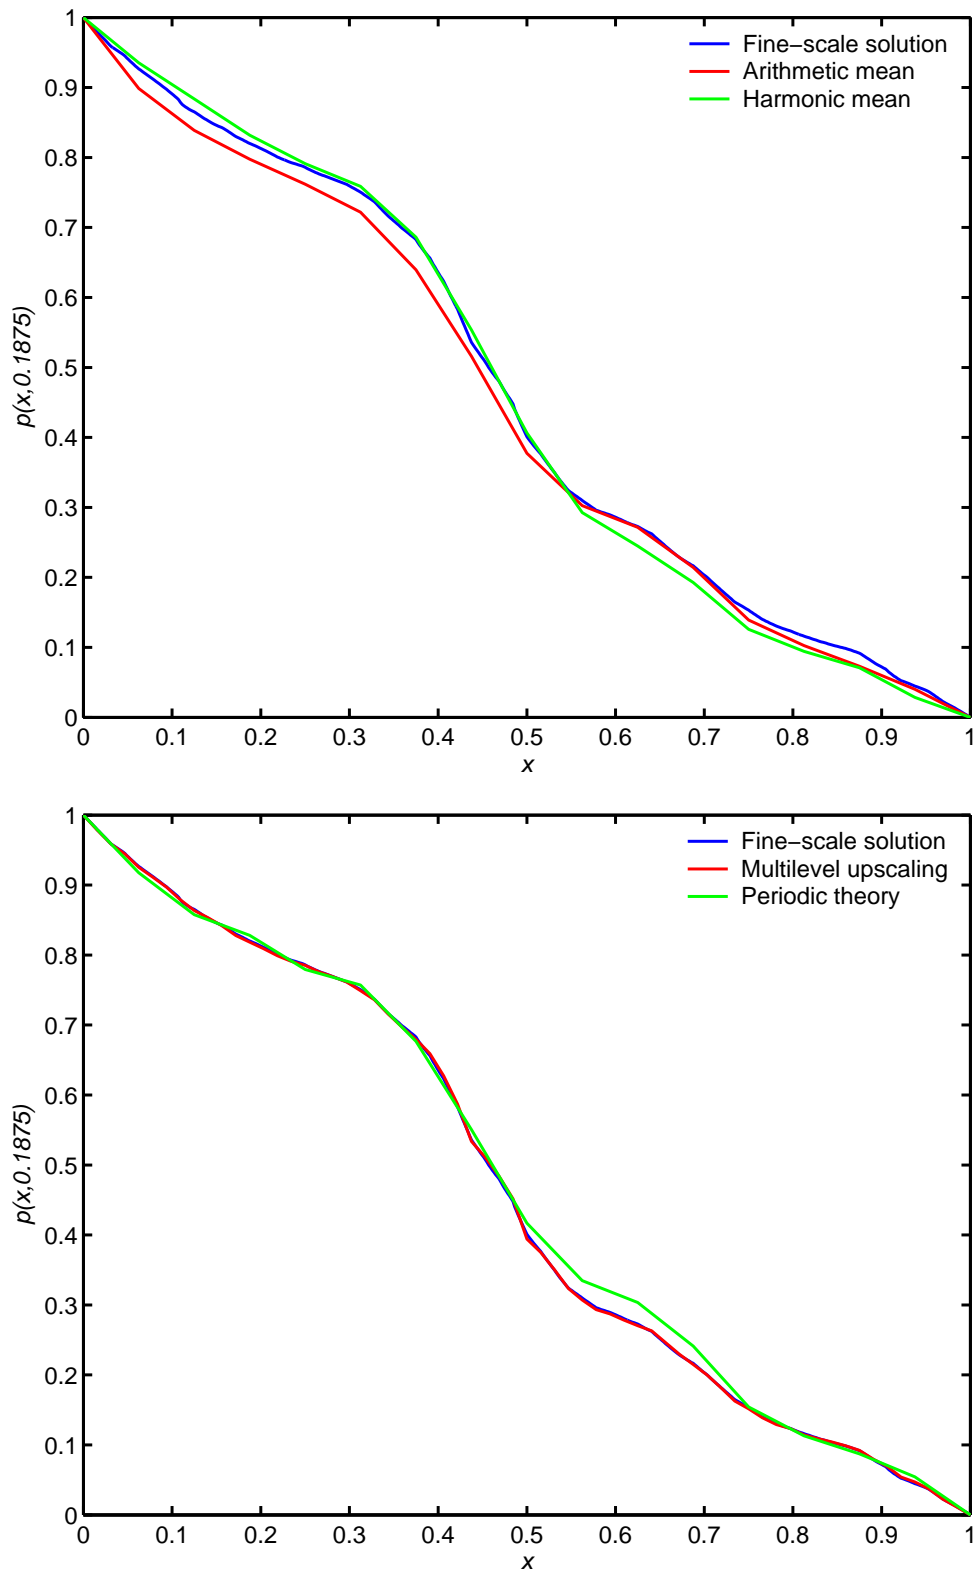 1
0.9
0.8
0.7
0.6
0.5
0.4
0.3
0.2
0.1
0
p(x,0.1875)
Fine−scale solution
Arithmetic mean
Harmonic mean
0 0.1 0.2 0.3 0.4 0.5 0.6 0.7 0.8 0.9 1
x
1
0.9
0.8
0.7
0.6
0.5
0.4
0.3
0.2
0.1
0
p(x,0.1875)
Fine−scale solution
Multilevel upscaling
Periodic theory
0 0.1 0.2 0.3 0.4 0.5 0.6 0.7 0.8 0.9 1
x